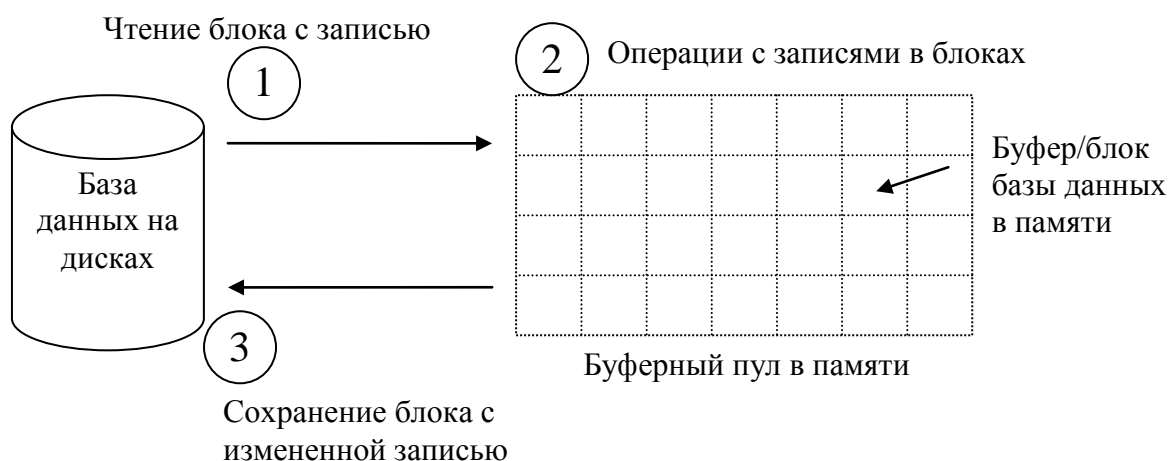 Чтение блока с записью
1
2
Операции с записями в блоках
База
данных на
дисках
Буфер/блок
базы данных
в памяти
3
Буферный пул в памяти
Сохранение блока с
измененной записью